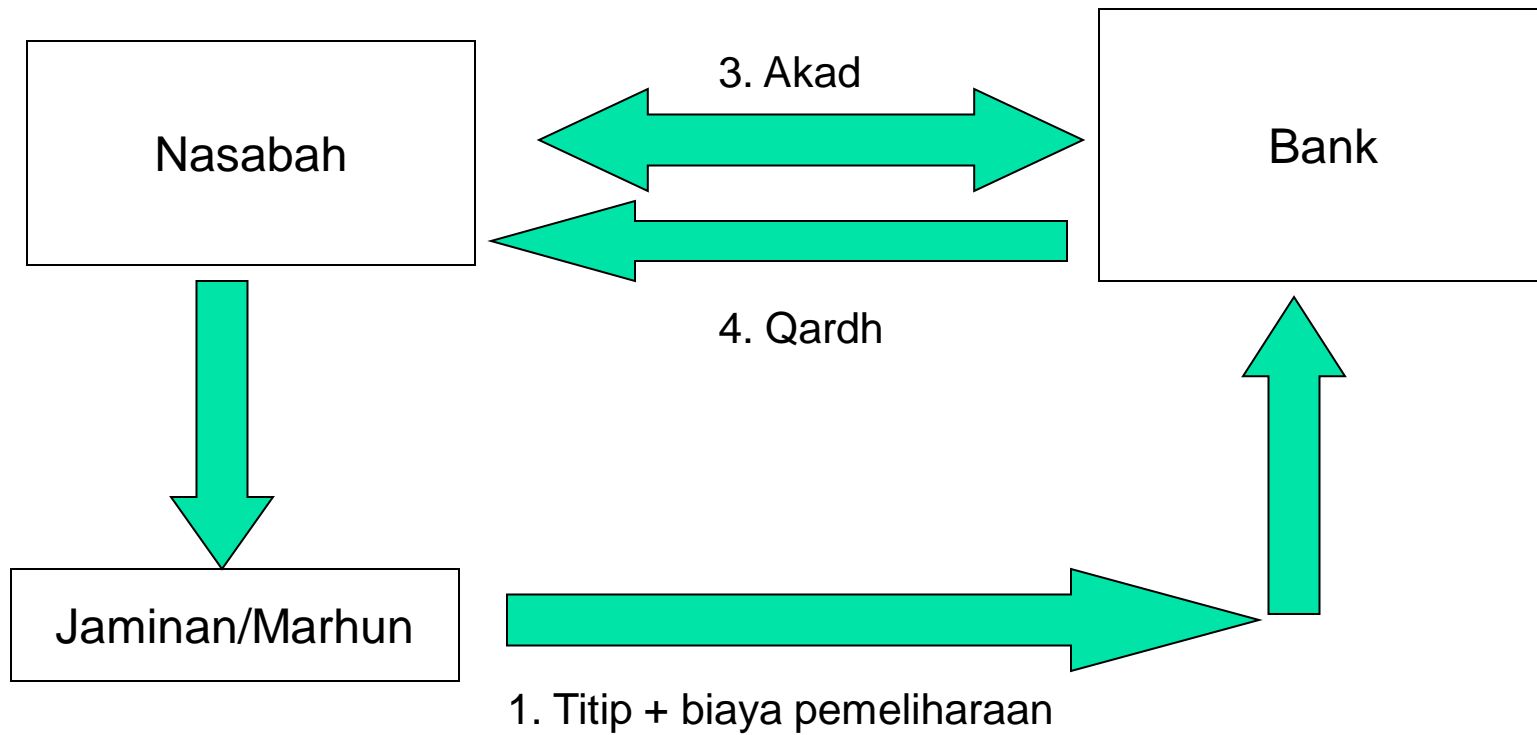 3. Akad
Nasabah
Bank
4. Qardh
Jaminan/Marhun
1. Titip + biaya pemeliharaan